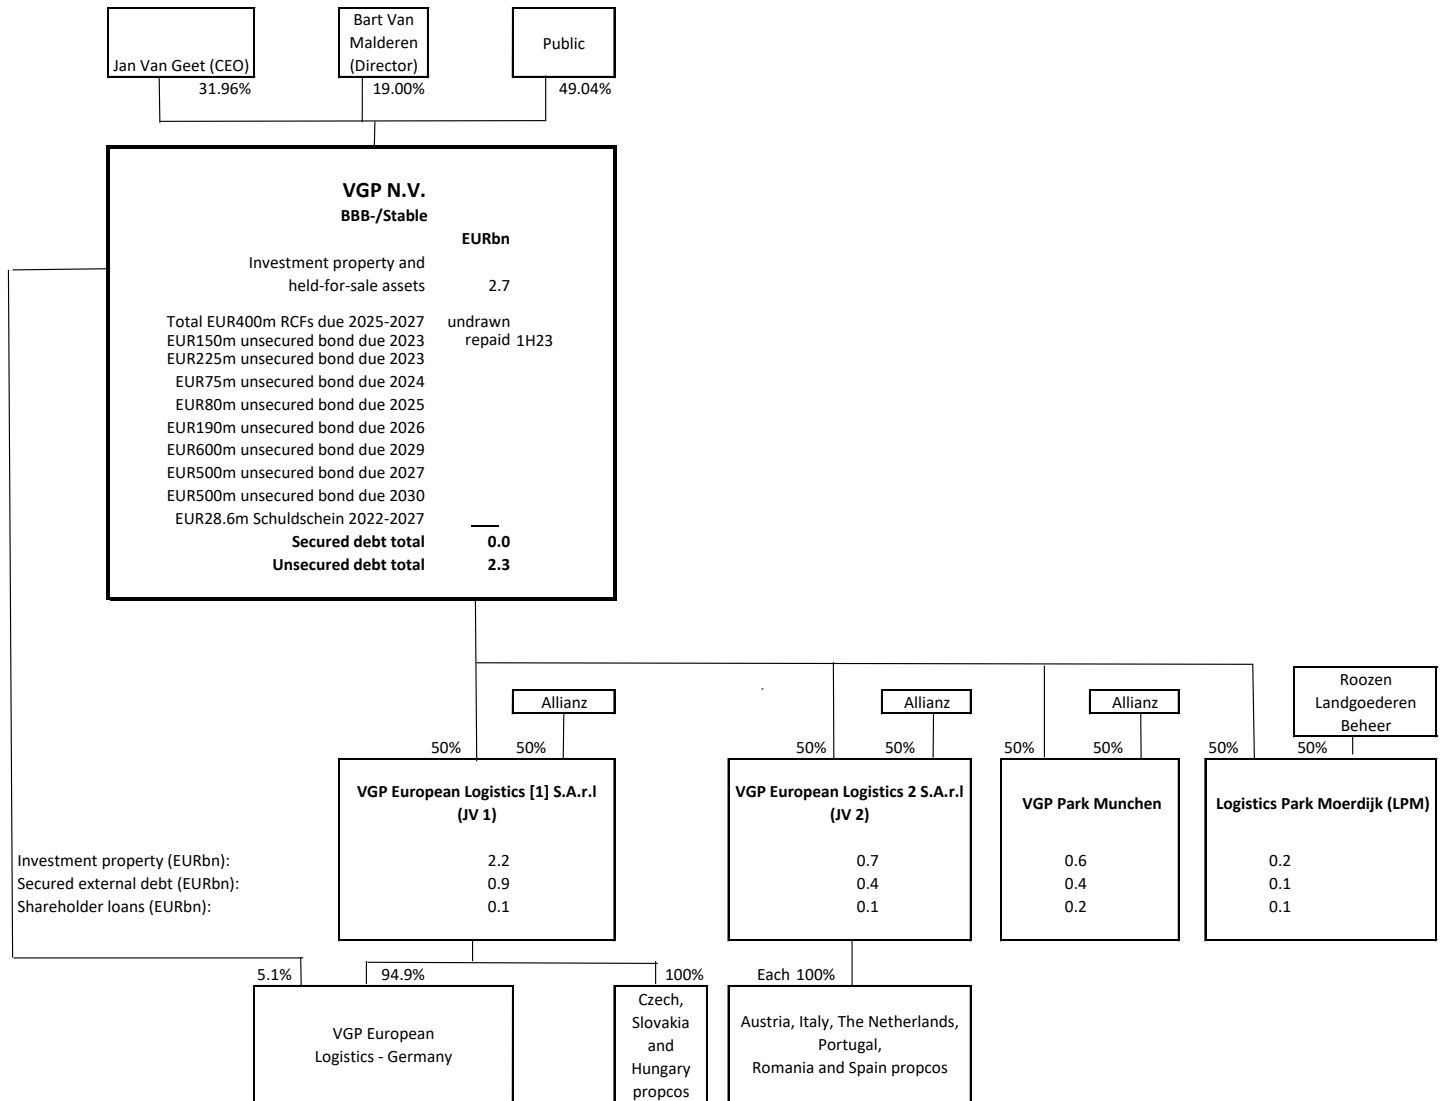 Jan Van Geet (CEO)
Bart Van
Malderen
(Director)
Public
31.96%
19.00%
49.04%
VGP N.V.
BBB-/Stable
EURbn
Investment property and
held-for-sale assets 2.7
Total EUR400m RCFs due 2025-2027 undrawn
EUR150m unsecured bond due 2023 repaid 1H23
EUR225m unsecured bond due 2023
EUR75m unsecured bond due 2024
EUR80m unsecured bond due 2025
EUR190m unsecured bond due 2026
EUR600m unsecured bond due 2029
EUR500m unsecured bond due 2027
EUR500m unsecured bond due 2030
EUR28.6m Schuldschein 2022-2027
Secured debt total 0.0
Unsecured debt total 2.3
Allianz
Allianz
Allianz
Roozen
Landgoederen
Beheer
50% 50% 50% 50% 50% 50% 50% 50%
VGP European Logistics [1] S.A.r.l
(JV 1)
VGP European Logistics 2 S.A.r.l
(JV 2)
VGP Park Munchen
Logistics Park Moerdijk (LPM)
Investment property (EURbn): 2.2 0.7 0.6 0.2
Secured external debt (EURbn): 0.9 0.4 0.4 0.1
Shareholder loans (EURbn): 0.1 0.1 0.2 0.1
5.1% 94.9% 100% Each 100%
VGP European
Logistics - Germany
Czech,
Slovakia
and
Hungary
propcos
Austria, Italy, The Netherlands,
Portugal,
Romania and Spain propcos